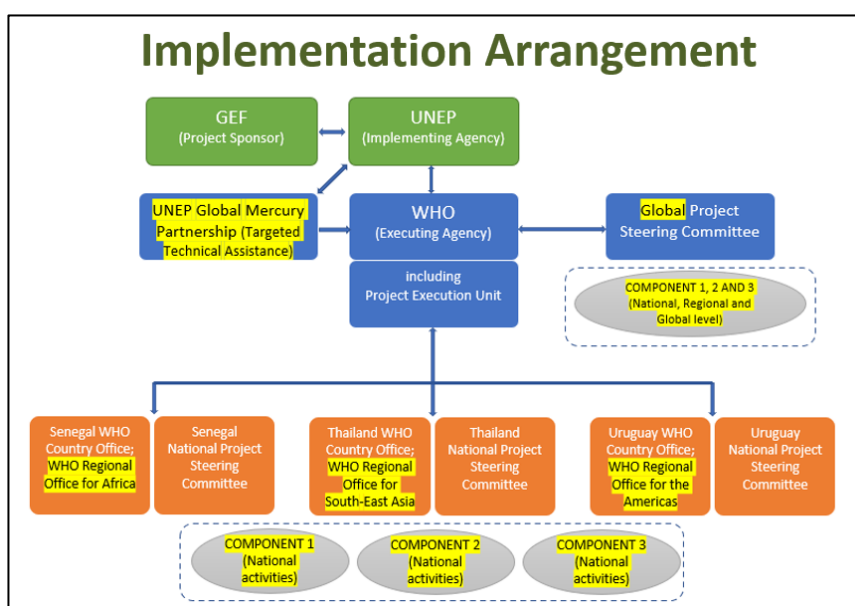 Implementation Arrangement
GEF
(Project Sponsor)
UNEP
(Implementing Agency)
UNEP Global Mercury
Partnership (Targeted
Technical Assistance)
WHO
(Executing Agency)
Global Project
Steering Committee
including
Project Execution Unit
COMPONENT 1, 2 AND 3
(National, Regional and
Global level)
Senegal WHO
Country Office;
WHO Regional
Office for Africa
Senegal
National Project
Steering
Committee
Thailand WHO
Country Office;
WHO Regional
Office for
South-East Asia
Thailand
National Project
Steering
Committee
Uruguay WHO
Country Office;
WHO Regional
Office for the
Americas
Uruguay
National Project
Steering
Committee
COMPONENT 1
(National
activities)
COMPONENT 2
(National
activities)
COMPONENT 3
(National
activities)